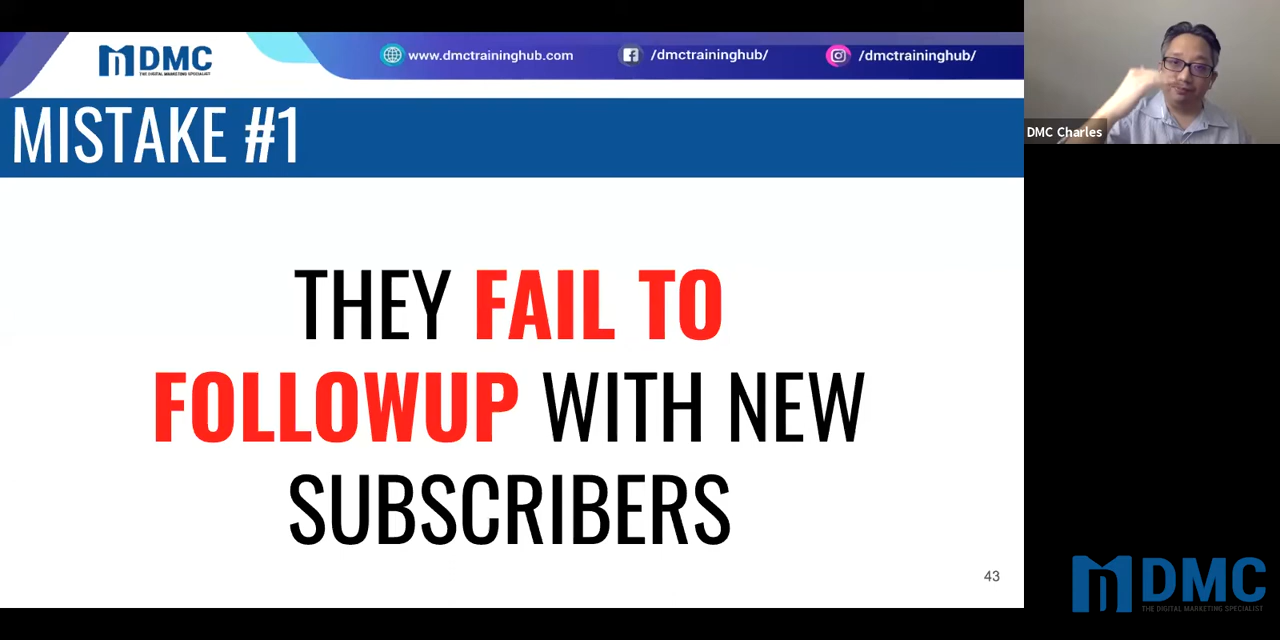 DMC
THE DIGITAL MARKETING SPECIALIST
www.dmctraininghub.com
/dmctraininghub/
/dmctraininghub/
MISTAKE #1
THEY FAIL TO
FOLLOWUP WITH NEW
SUBSCRIBERS
43
DMC Charles
DMC
THE DIGITAL MARKETING SPECIALIST